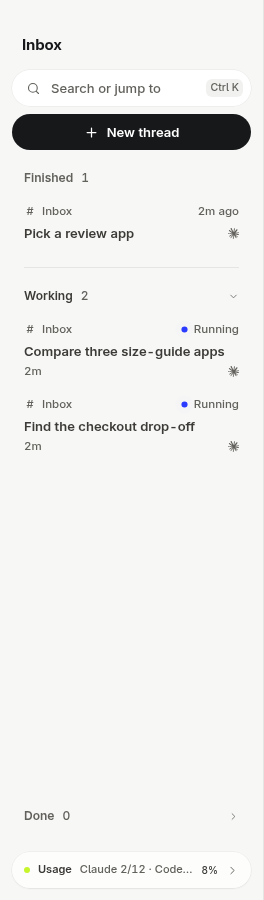 Inbox
Search or jump to Ctrl K
+ New thread
Finished 1
# Inbox 2m ago
Pick a review app
Working 2
# Inbox Running
Compare three size-guide apps
2m
# Inbox Running
Find the checkout drop-off
2m
Done 0
Usage Claude 2/12 · Code... 8%